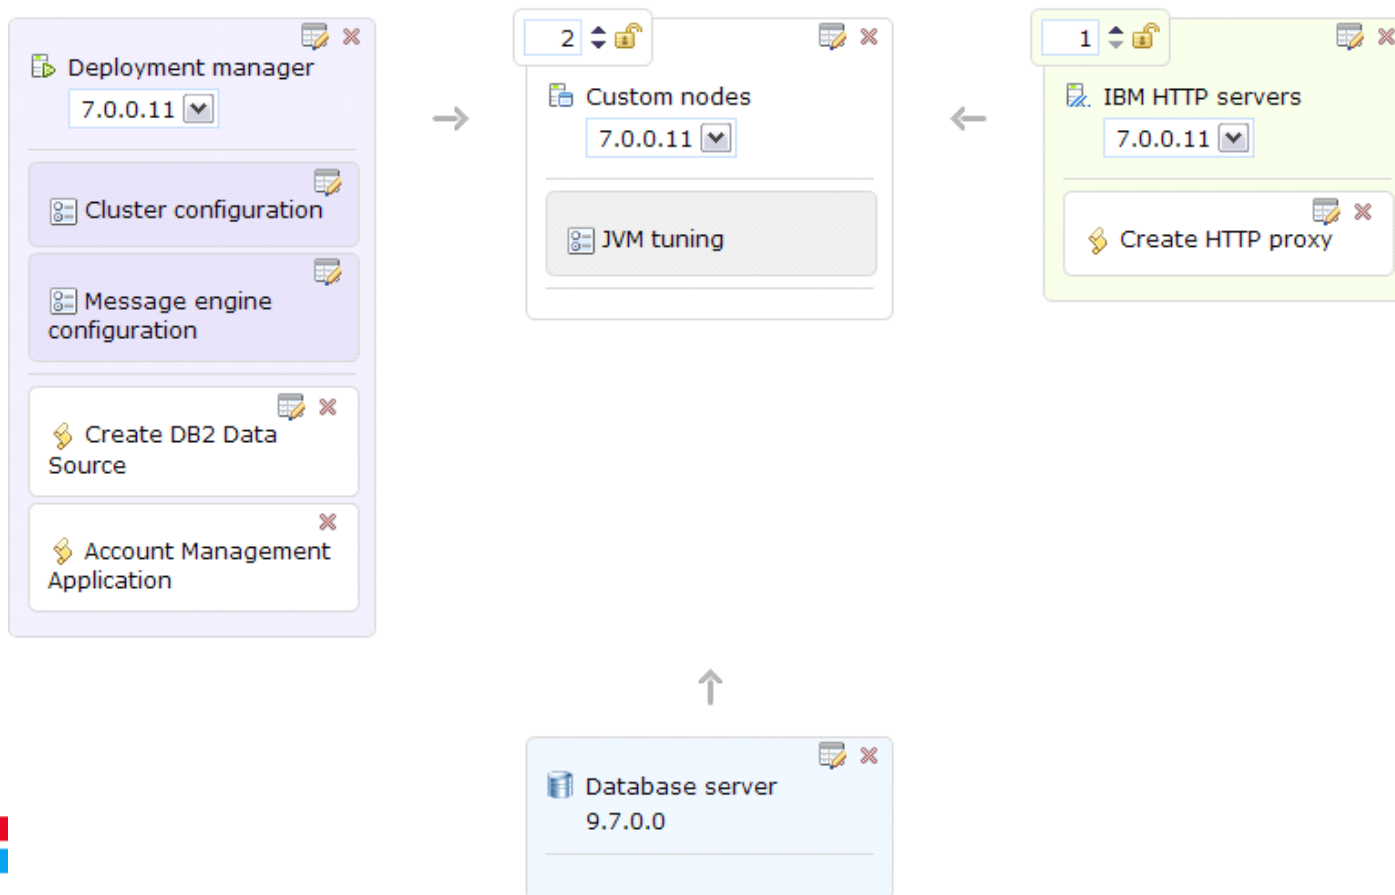 Deployment manager
7.0.0.11
Cluster configuration
Message engine
configuration
Create DB2 Data
Source
Account Management
Application
2
Custom nodes
7.0.0.11
JVM tuning
1
IBM HTTP servers
7.0.0.11
Create HTTP proxy
Database server
9.7.0.0